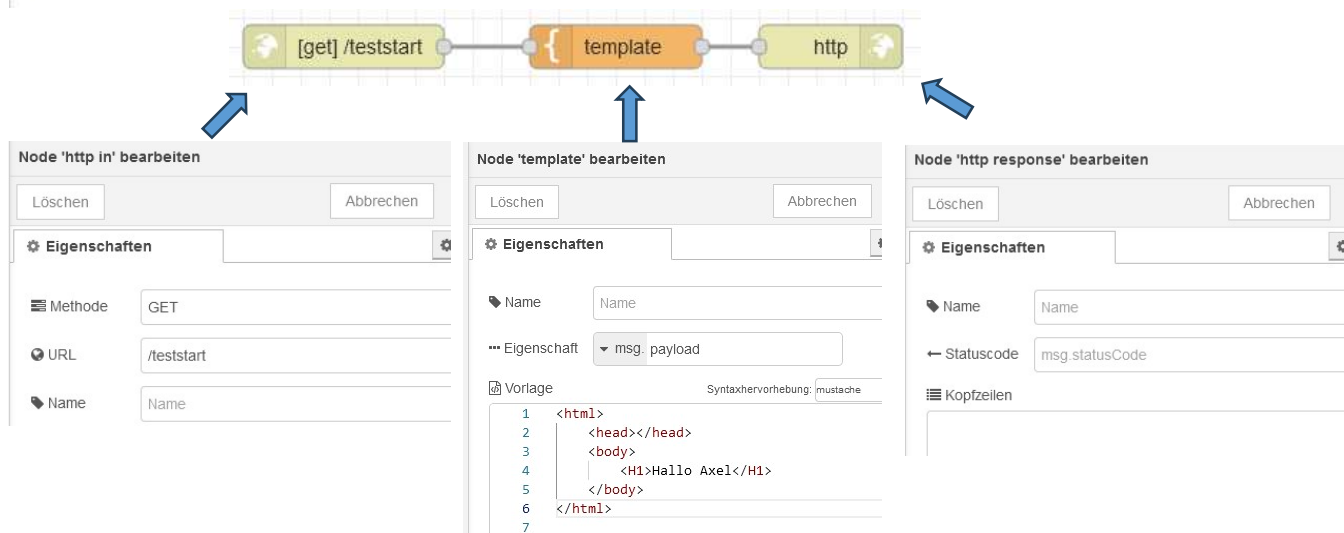 [get] /teststart
template
http
Node 'http in' bearbeiten
Löschen
Abbrechen
Eigenschaften
Methode
GET
URL
/teststart
Name
Name
Node 'template' bearbeiten
Löschen
Abbrechen
Eigenschaften
Name
Name
Eigenschaft
msg. payload
Vorlage
Syntaxhervorhebung: mustache
1 <html>
2 <head></head>
3 <body>
4 <H1>Hallo Axel</H1>
5 </body>
6 </html>
7
Node 'http response' bearbeiten
Löschen
Abbrechen
Eigenschaften
Name
Name
Statuscode
msg.statusCode
Kopfzeilen